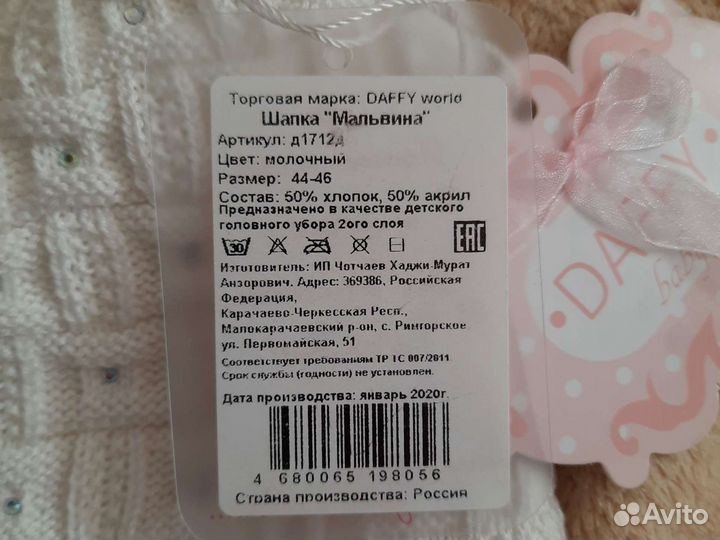 Торговая марка: DAFFY world
Шапка "Мальвина"
Артикул: д1712д
Цвет: молочный
Размер: 44-46
Состав: 50% хлопок, 50% акрил
Предназначено в качестве детского
головного убора 2ого слоя
30
EAC
Изготовитель: ИП Чотчаев Хаджи-Мурат
Анзорович. Адрес: 369386, Российская
Федерация,
Карачаево-Черкесская Респ.,
Малокарачаевский р-он, с. Римгорское
ул. Первомайская, 51
Соответствует требованиям ТР ТС 007/2011
Срок службы (годности) не установлен.
Дата производства: январь 2020г.
4 680065 198056
Страна производства: Россия
DAFFY
baby
Avito